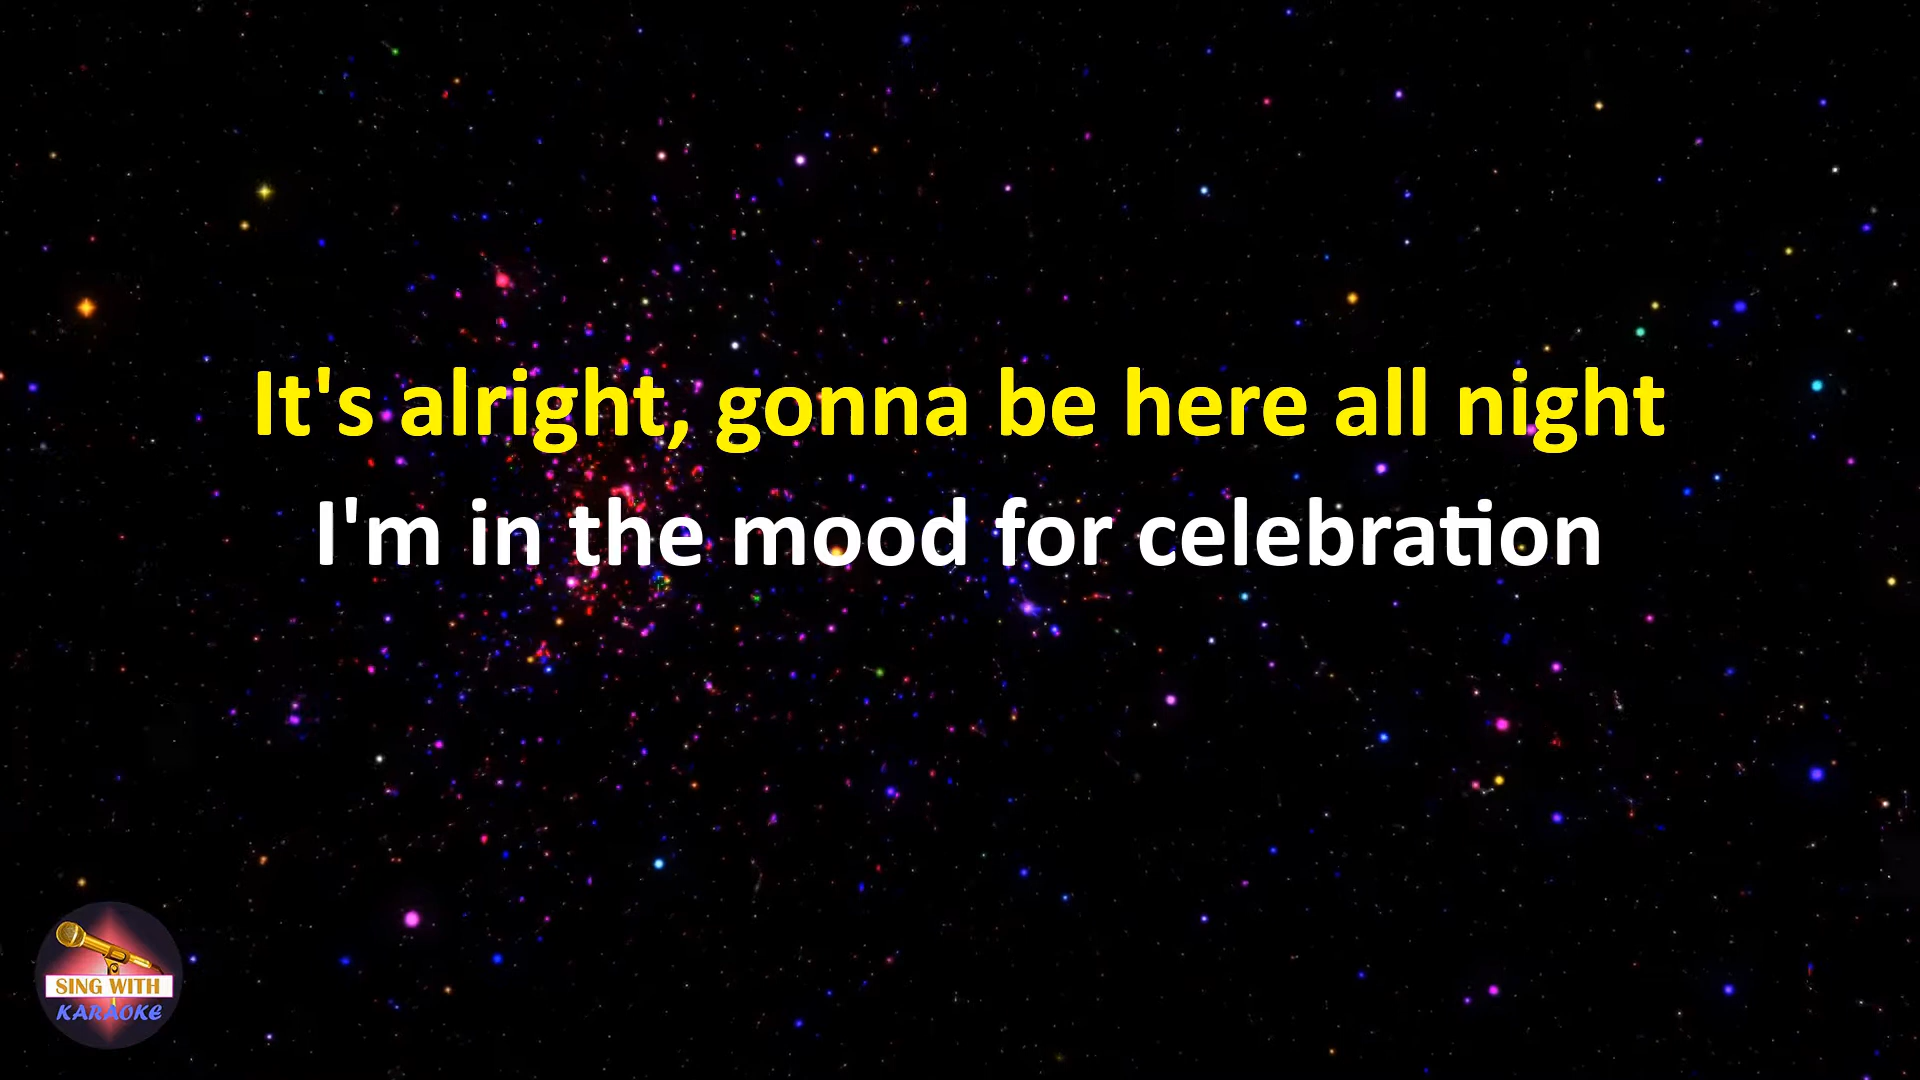 It's alright, gonna be here all night
I'm in the mood for celebration
SING WITH
KARAOKE